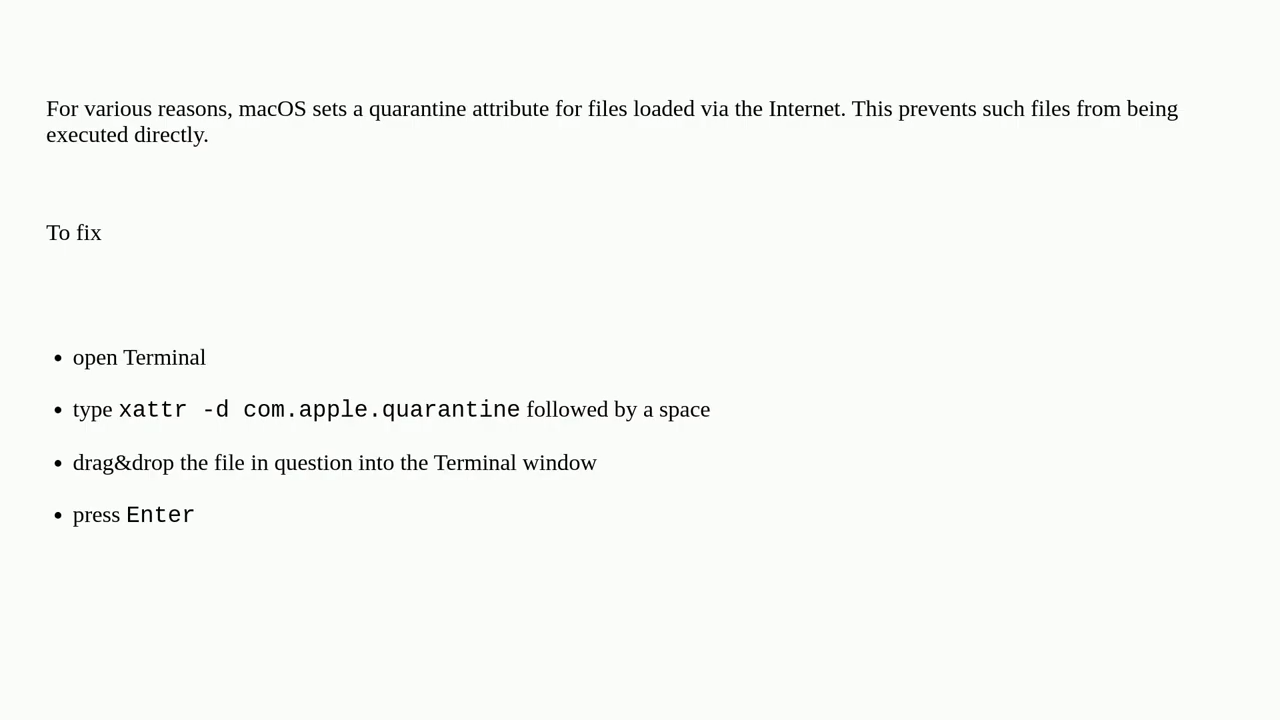 For various reasons, macOS sets a quarantine attribute for files loaded via the Internet. This prevents such files from being
executed directly.
To fix
• open Terminal
• type xattr -d com.apple.quarantine followed by a space
• drag&drop the file in question into the Terminal window
• press Enter